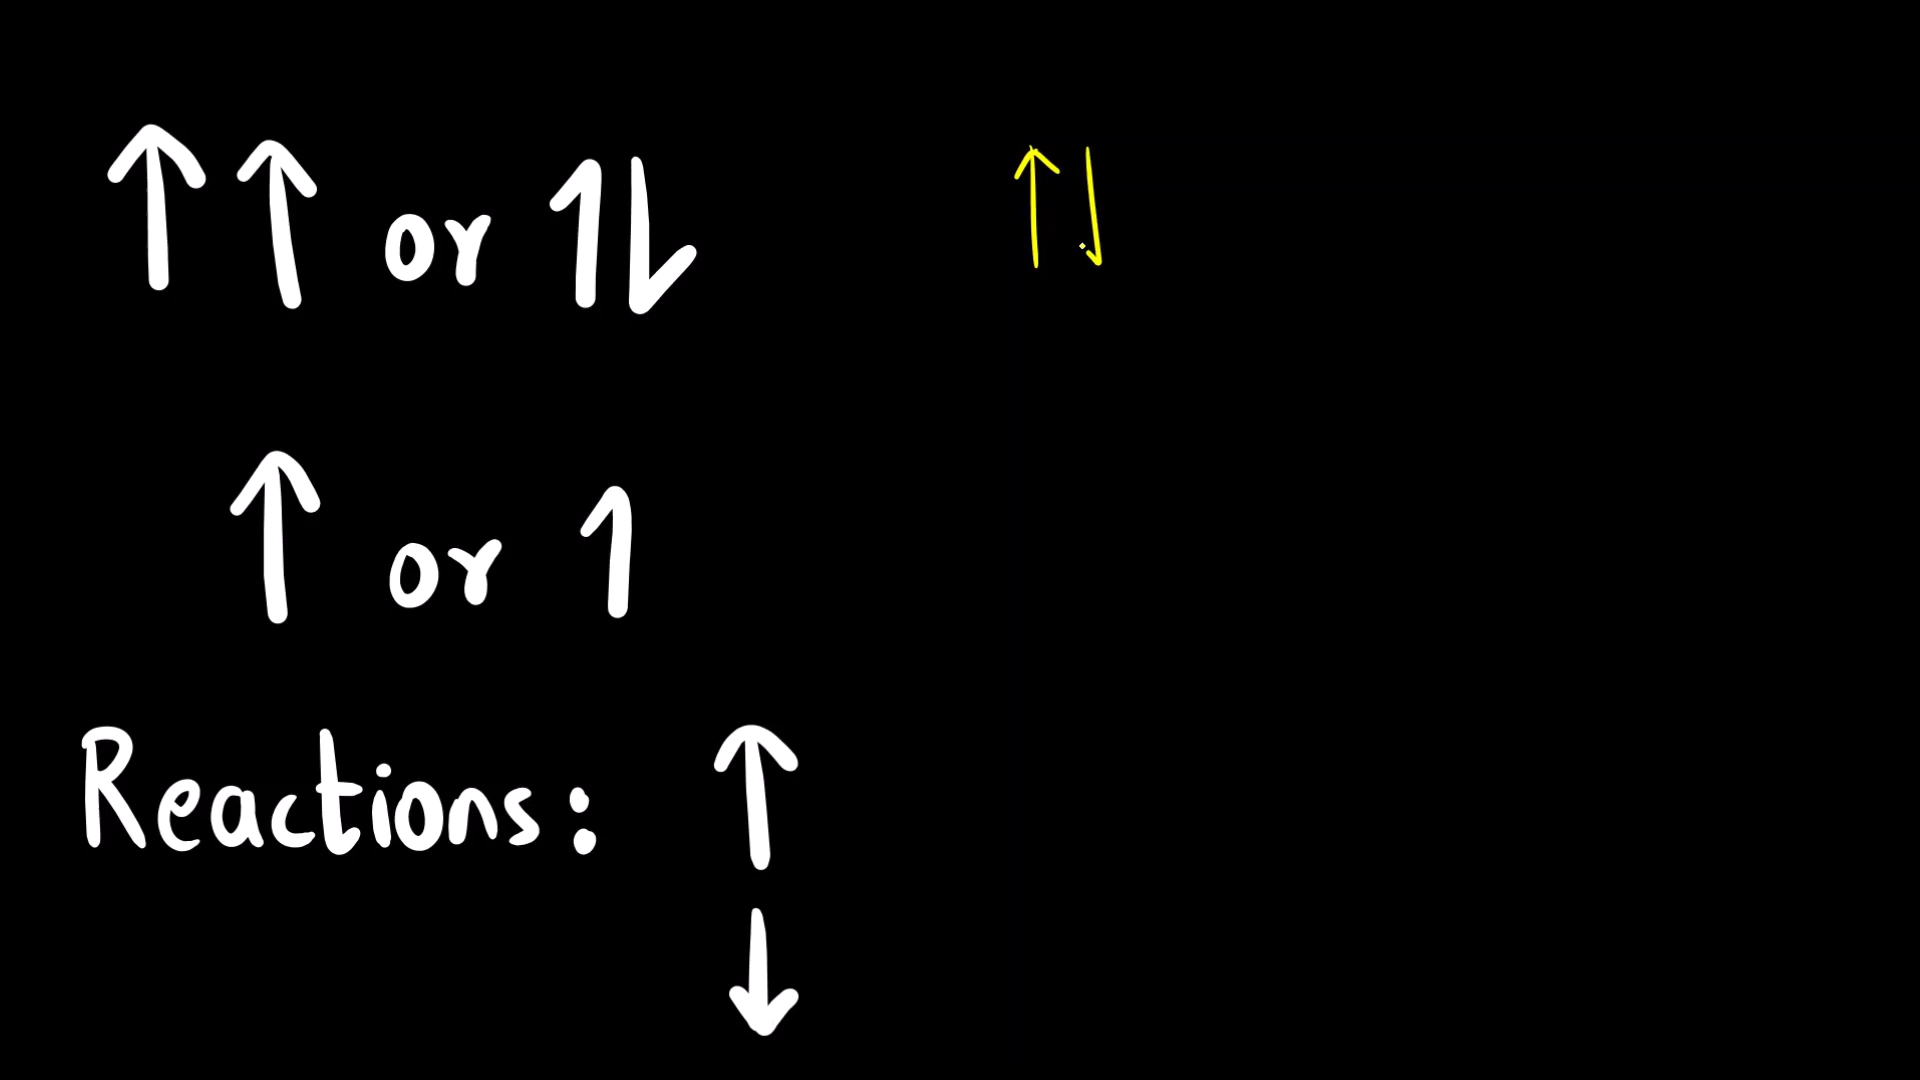 ↑↑ or ↿⇂ ↑⇃
↑ or ↿
Reactions: ↑
↓